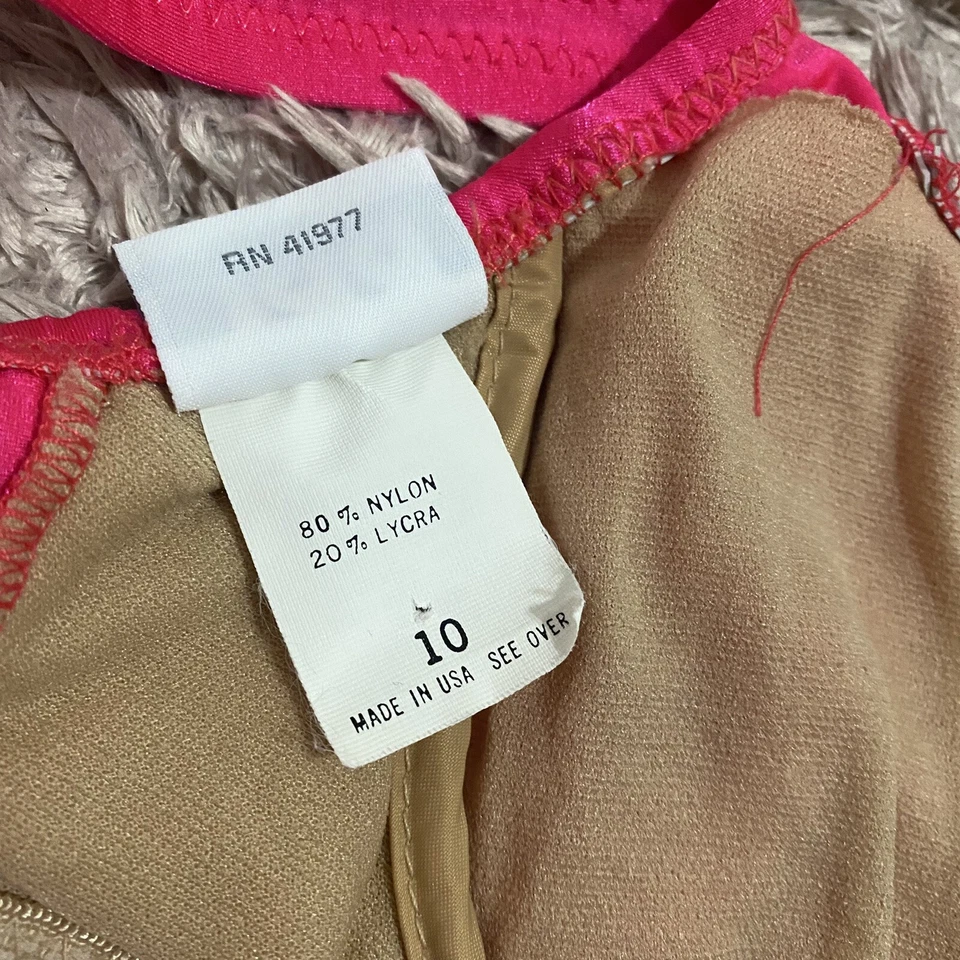 RN 41977
80 % NYLON
20 % LYCRA
10
MADE IN USA SEE OVER